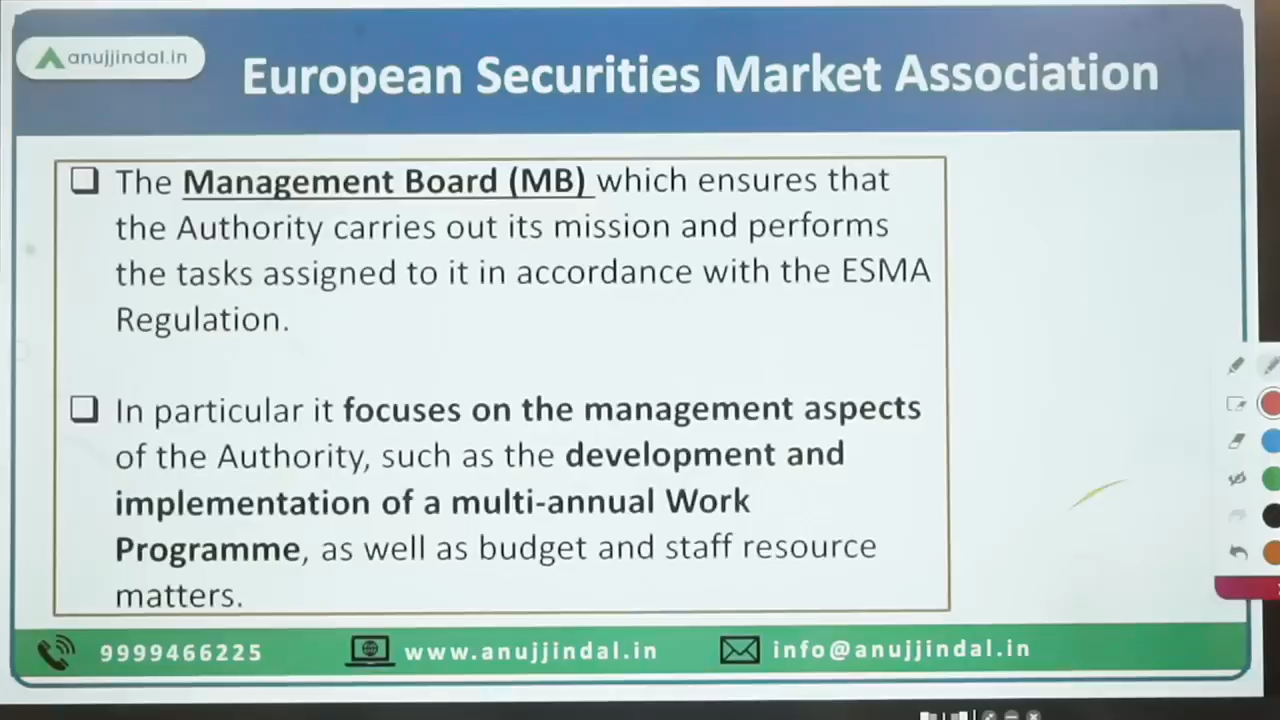 anujjindal.in
European Securities Market Association
The Management Board (MB) which ensures that
the Authority carries out its mission and performs
the tasks assigned to it in accordance with the ESMA
Regulation.
In particular it focuses on the management aspects
of the Authority, such as the development and
implementation of a multi-annual Work
Programme, as well as budget and staff resource
matters.
9999466225
www.anujjindal.in
info@anujjindal.in